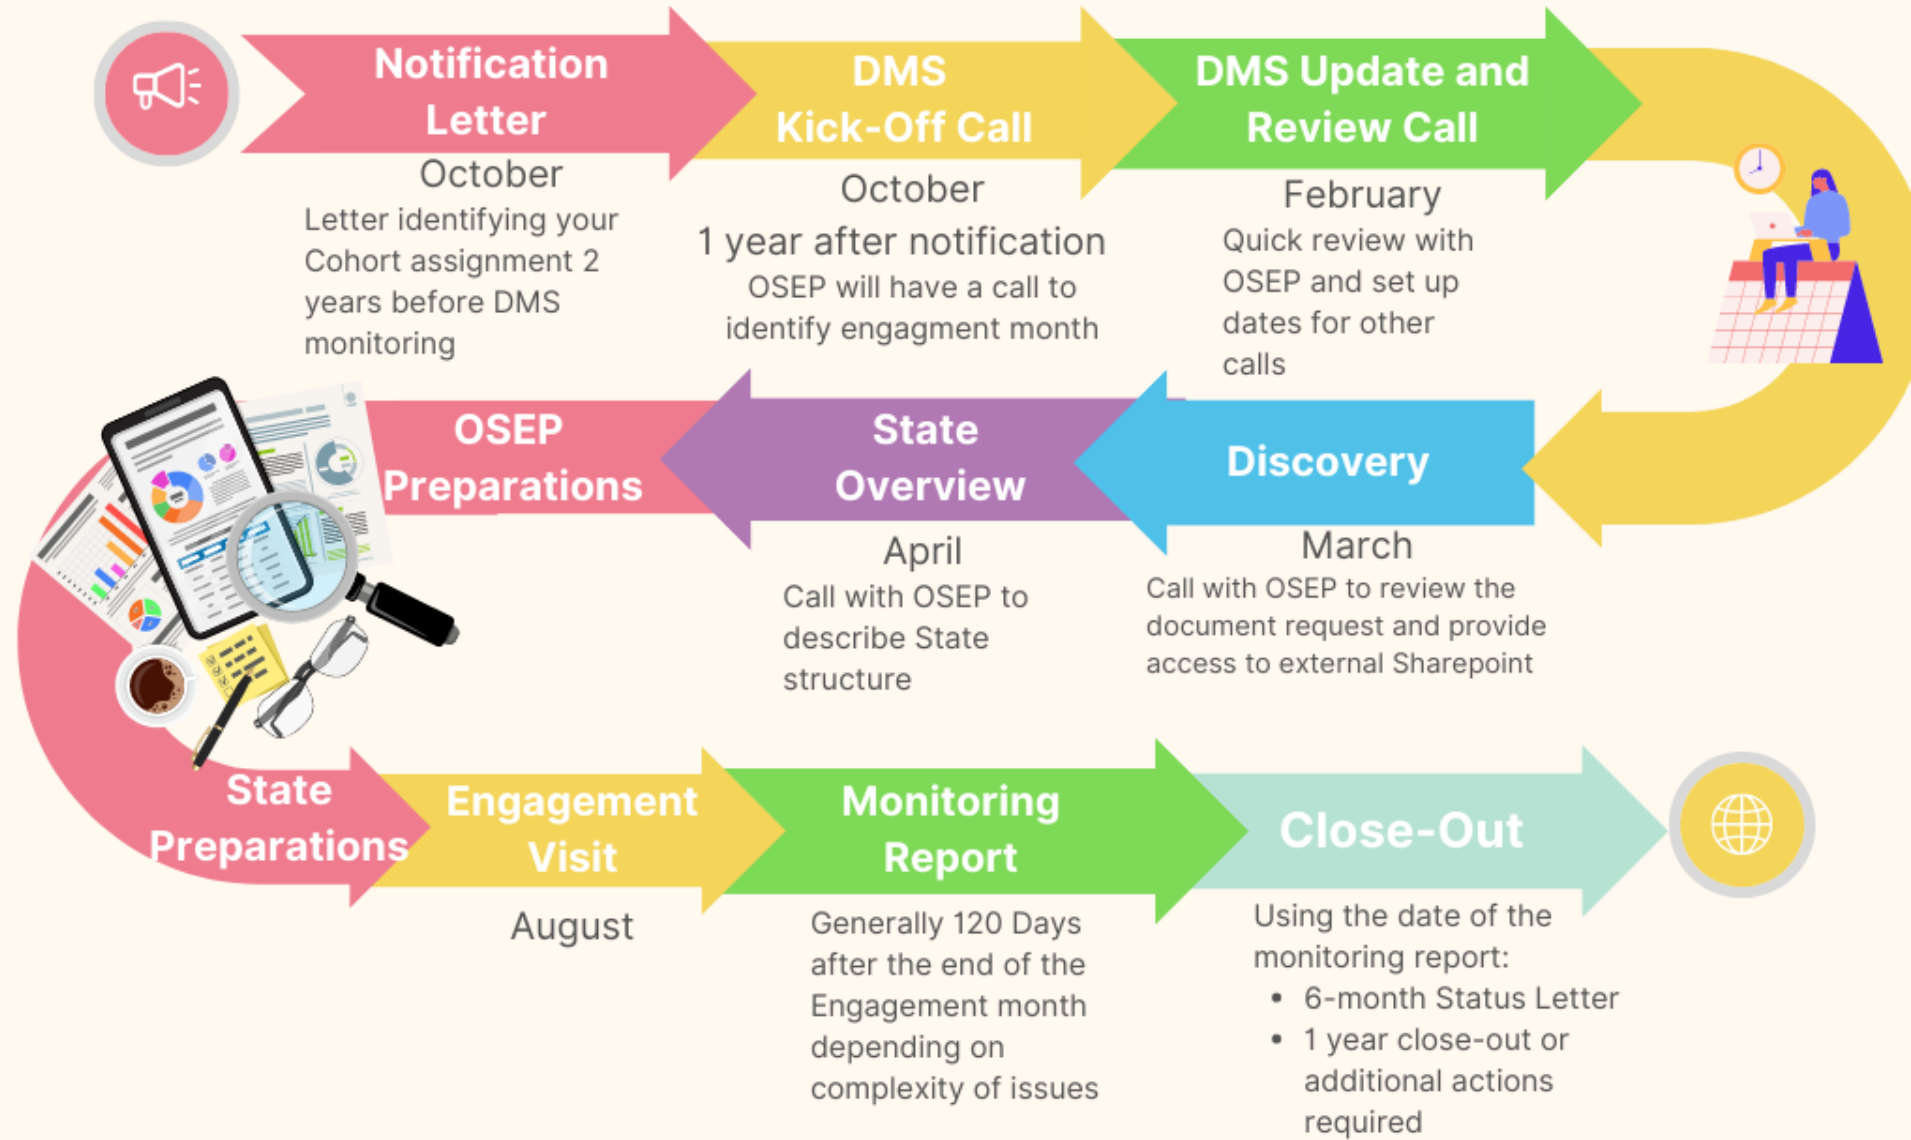 Notification
Letter
October
Letter identifying your
Cohort assignment 2
years before DMS
monitoring
DMS
Kick-Off Call
October
1 year after notification
OSEP will have a call to
identify engagment month
DMS Update and
Review Call
February
Quick review with
OSEP and set up
dates for other
calls
Discovery
March
Call with OSEP to review the
document request and provide
access to external Sharepoint
State
Overview
April
Call with OSEP to
describe State
structure
OSEP
Preparations
State
Preparations
Engagement
Visit
August
Monitoring
Report
Generally 120 Days
after the end of the
Engagement month
depending on
complexity of issues
Close-Out
Using the date of the
monitoring report:
• 6-month Status Letter
• 1 year close-out or
additional actions
required